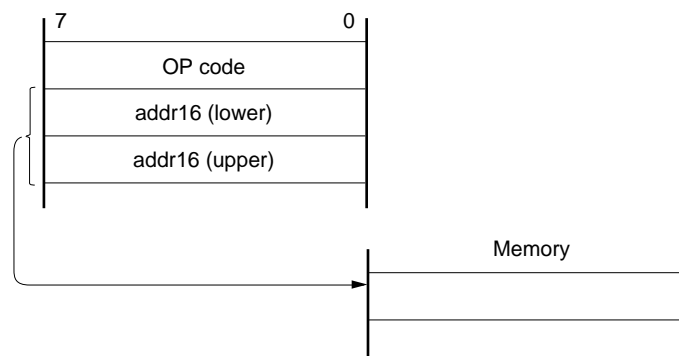 7 0
OP code
addr16 (lower)
addr16 (upper)
Memory